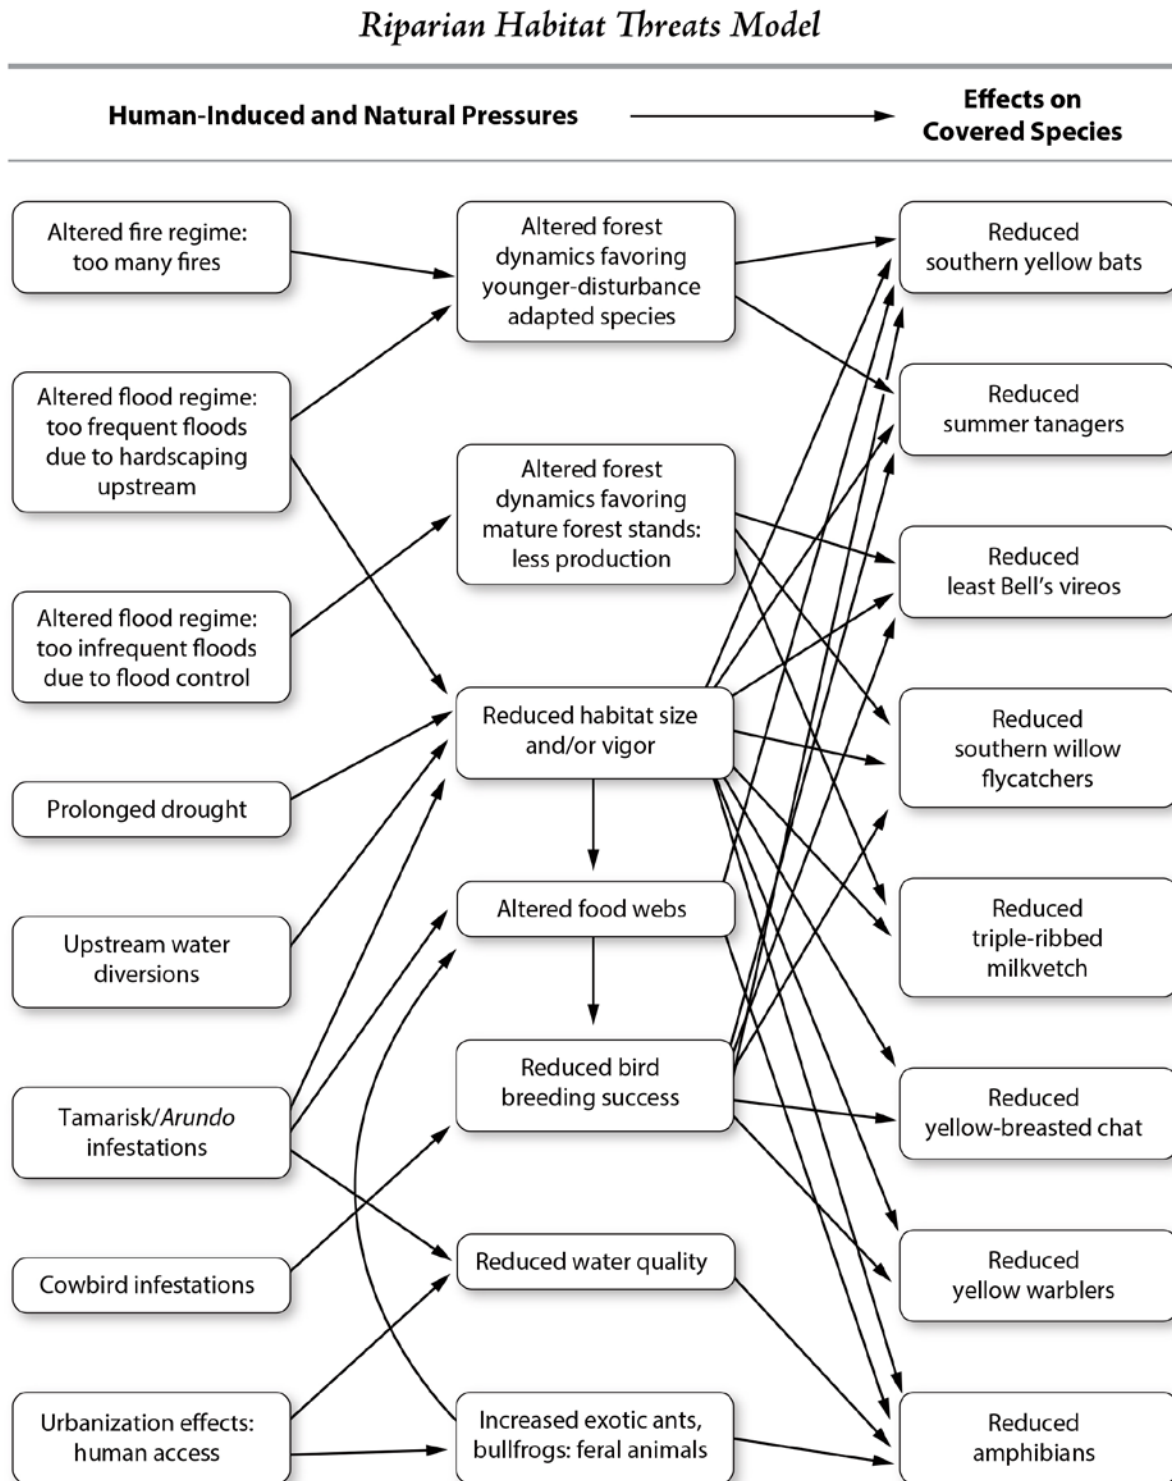 Riparian Habitat Threats Model
Human-Induced and Natural Pressures
Effects on
Covered Species
Altered fire regime:
too many fires
Altered flood regime:
too frequent floods
due to hardscaping
upstream
Altered flood regime:
too infrequent floods
due to flood control
Prolonged drought
Upstream water
diversions
Tamarisk/Arundo
infestations
Cowbird infestations
Urbanization effects:
human access
Altered forest
dynamics favoring
younger-disturbance
adapted species
Altered forest
dynamics favoring
mature forest stands:
less production
Reduced habitat size
and/or vigor
Altered food webs
Reduced bird
breeding success
Reduced water quality
Increased exotic ants,
bullfrogs: feral animals
Reduced
southern yellow bats
Reduced
summer tanagers
Reduced
least Bell's vireos
Reduced
southern willow
flycatchers
Reduced
triple-ribbed
milkvetch
Reduced
yellow-breasted chat
Reduced
yellow warblers
Reduced
amphibians